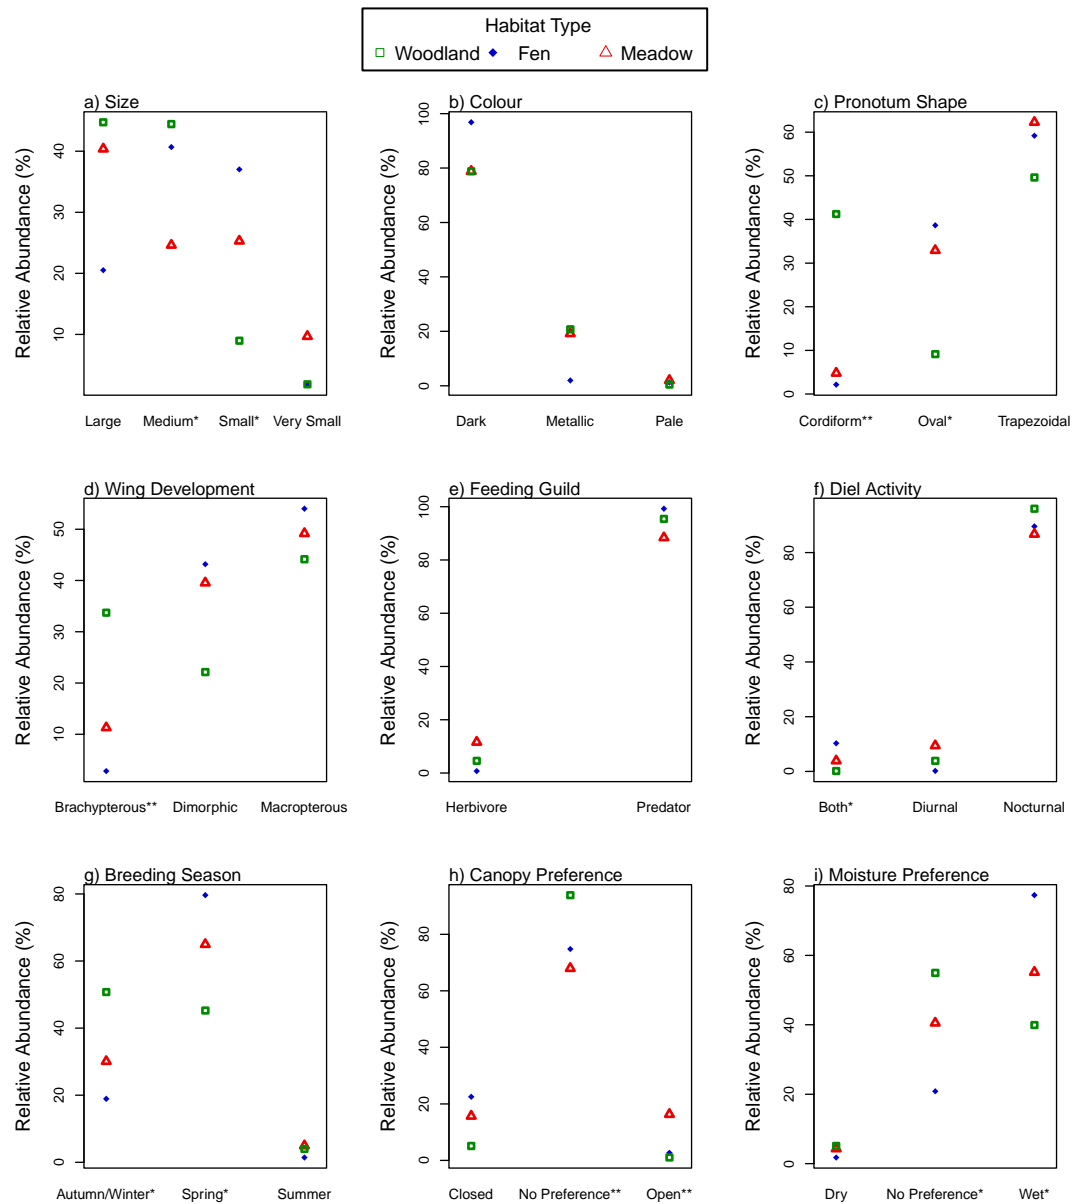 Habitat Type
Woodland Fen Meadow
a) Size
Relative Abundance (%)
40
30
20
10
Large Medium* Small* Very Small
b) Colour
Relative Abundance (%)
100
80
60
40
20
0
Dark Metallic Pale
c) Pronotum Shape
Relative Abundance (%)
60
50
40
30
20
10
0
Cordiform** Oval* Trapezoidal
d) Wing Development
Relative Abundance (%)
50
40
30
20
10
Brachypterous** Dimorphic Macropterous
e) Feeding Guild
Relative Abundance (%)
100
80
60
40
20
0
Herbivore Predator
f) Diel Activity
Relative Abundance (%)
80
60
40
20
0
Both* Diurnal Nocturnal
g) Breeding Season
Relative Abundance (%)
80
60
40
20
0
Autumn/Winter* Spring* Summer
h) Canopy Preference
Relative Abundance (%)
80
60
40
20
0
Closed No Preference** Open**
i) Moisture Preference
Relative Abundance (%)
80
60
40
20
0
Dry No Preference* Wet*